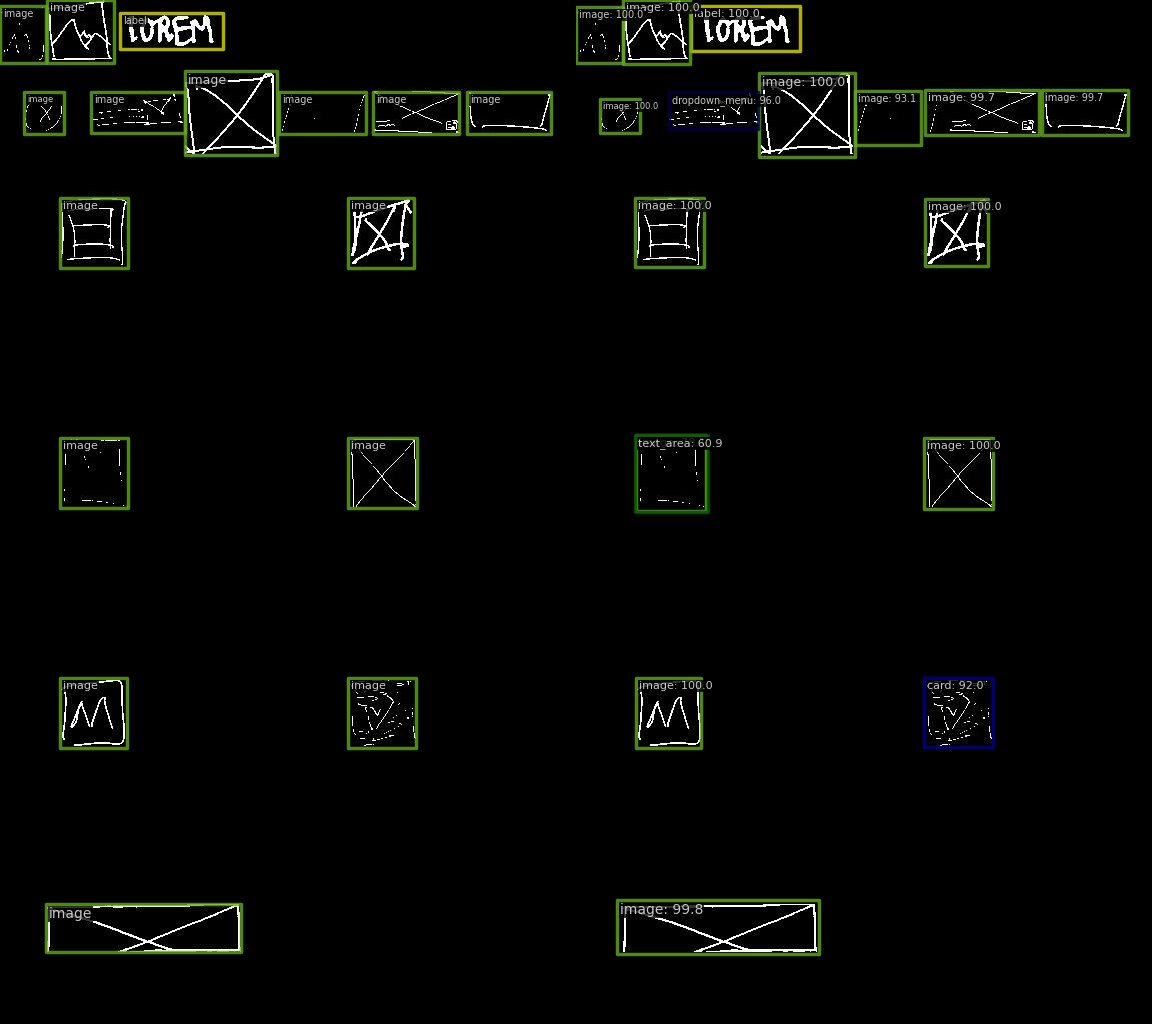 image image label LOREM image: 100.0 image: 100.0 label: 100.0 LOREM
image image image image image image image: 100.0 dropdown_menu: 96.0 image: 100.0 image: 93.1 image: 99.7 image: 99.7
image image image: 100.0 image: 100.0
image image text_area: 60.9 image: 100.0
image image image: 100.0 card: 92.0
image image: 99.8